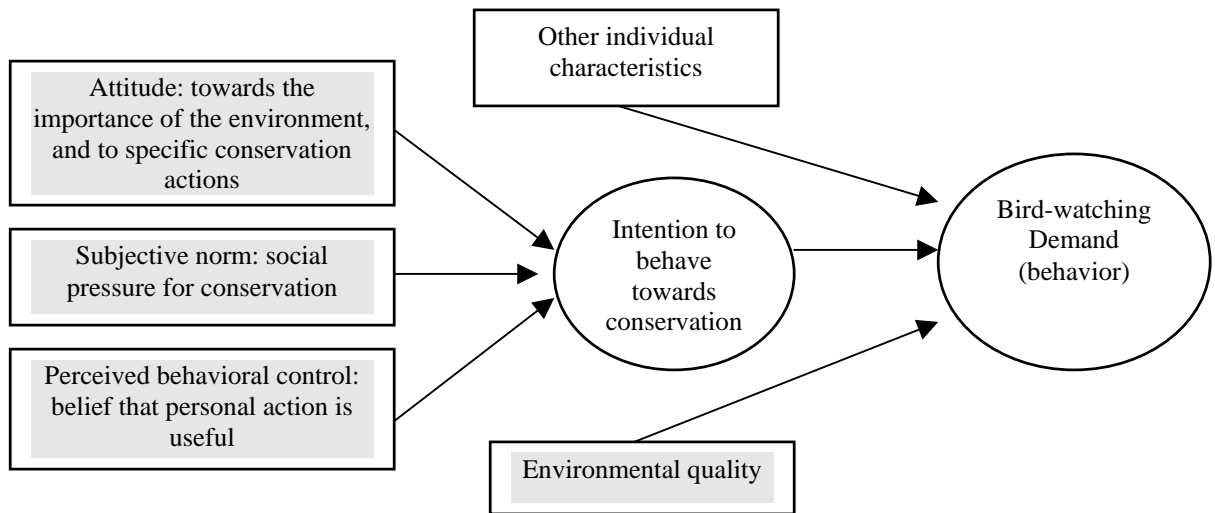 Other individual
characteristics
Attitude: towards the
importance of the environment,
and to specific conservation
actions
Subjective norm: social
pressure for conservation
Perceived behavioral control:
belief that personal action is
useful
Intention to
behave
towards
conservation
Bird-watching
Demand
(behavior)
Environmental quality